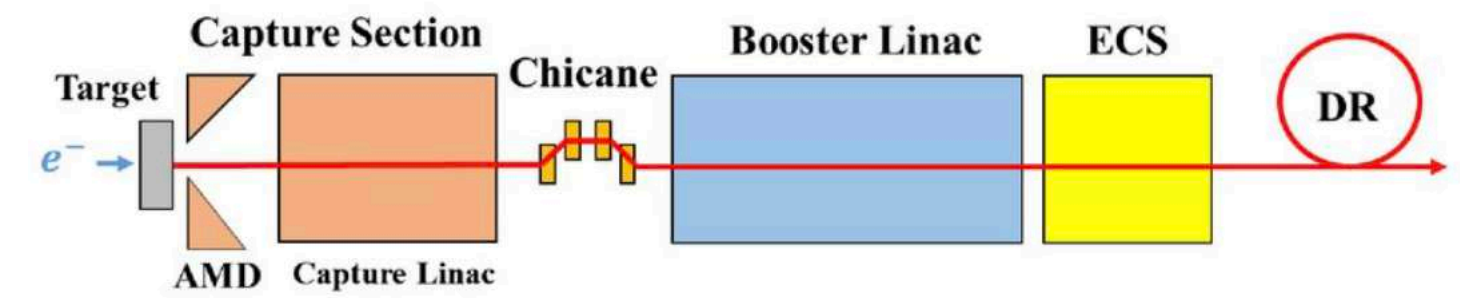 Capture Section
Target
e⁻
AMD
Capture Linac
Chicane
Booster Linac
ECS
DR